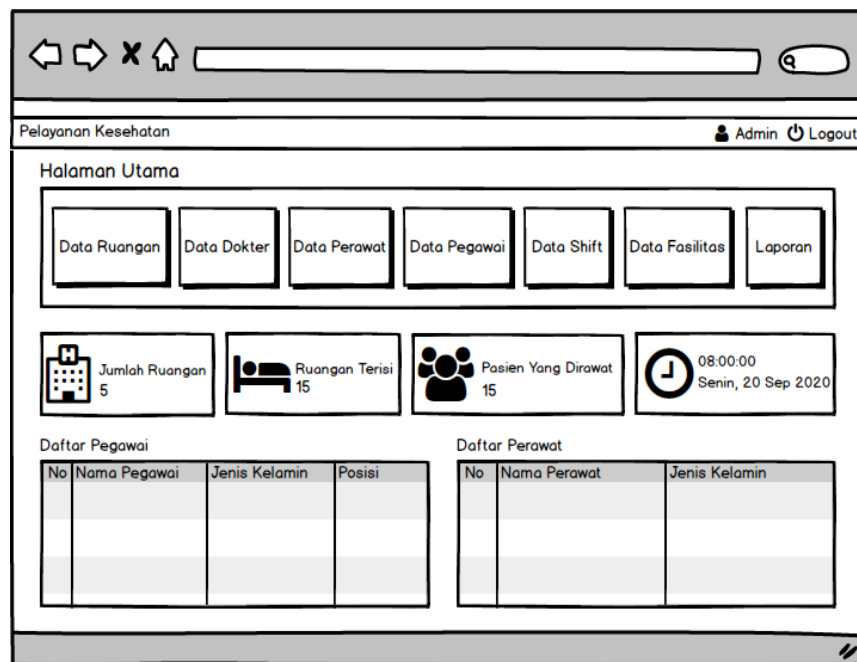 Pelayanan Kesehatan
Admin Logout
Halaman Utama
Data Ruangan
Data Dokter
Data Perawat
Data Pegawai
Data Shift
Data Fasilitas
Laporan
H
Jumlah Ruangan
5
Ruangan Terisi
15
Pasien Yang Dirawat
15
08:00:00
Senin, 20 Sep 2020
Daftar Pegawai
No Nama Pegawai Jenis Kelamin Posisi
Daftar Perawat
No Nama Perawat Jenis Kelamin